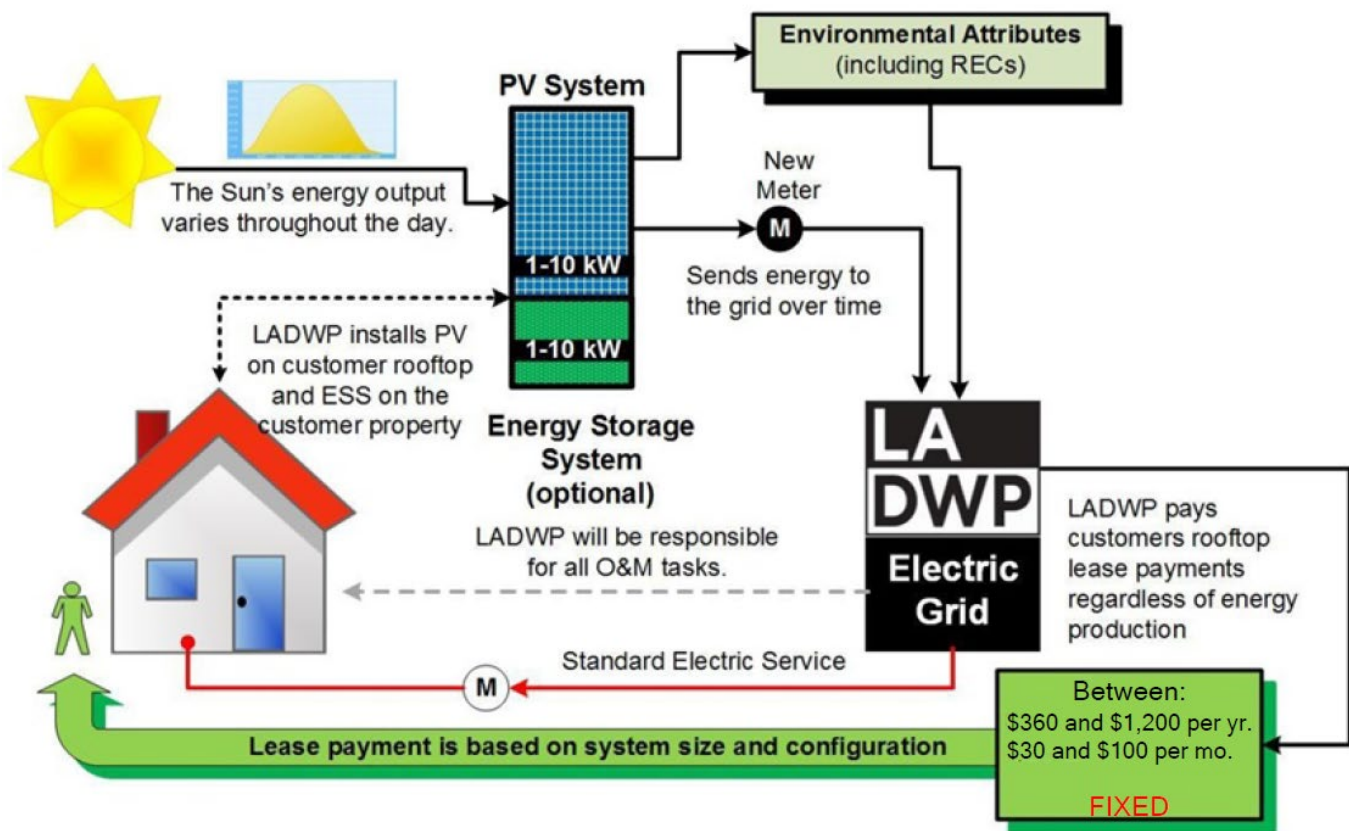 Environmental Attributes
(including RECs)
PV System
The Sun's energy output
varies throughout the day.
New
Meter
M
1-10 kW
Sends energy to
the grid over time
LADWP installs PV
on customer rooftop
and ESS on the
customer property
1-10 kW
Energy Storage
System
(optional)
LA
DWP
Electric
Grid
LADWP pays
customers rooftop
lease payments
regardless of energy
production
LADWP will be responsible
for all O&M tasks.
Standard Electric Service
M
Between:
$360 and $1,200 per yr.
$30 and $100 per mo.
FIXED
Lease payment is based on system size and configuration